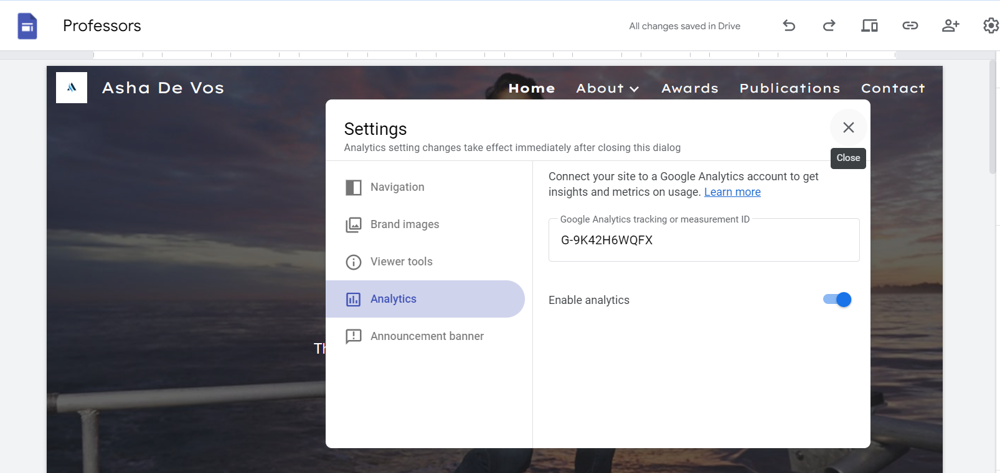 Professors
All changes saved in Drive
Asha De Vos
Home About Awards Publications Contact
Settings
Analytics setting changes take effect immediately after closing this dialog
Close
Navigation
Brand images
Viewer tools
Analytics
Announcement banner
Connect your site to a Google Analytics account to get
insights and metrics on usage. Learn more
Google Analytics tracking or measurement ID
G-9K42H6WQFX
Enable analytics